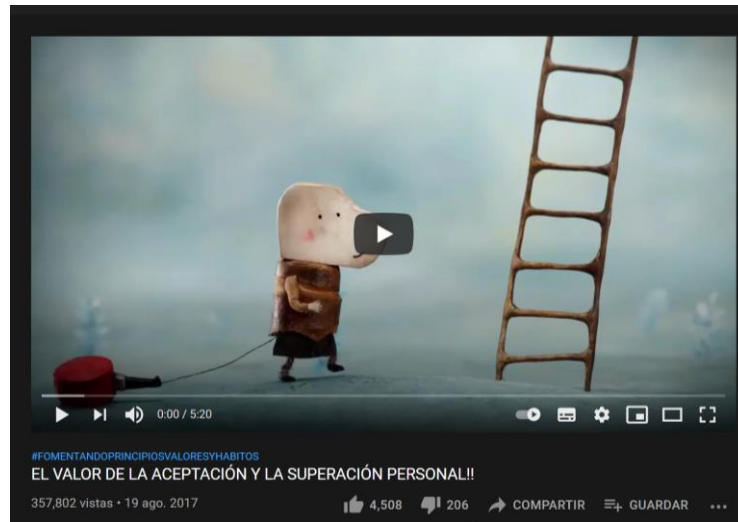 0:00 / 5:20
#FOMENTANDOPRINCIPIOSVALORESYHABITOS
EL VALOR DE LA ACEPTACIÓN Y LA SUPERACIÓN PERSONAL!!
357,802 vistas • 19 ago. 2017 4,508 206 COMPARTIR GUARDAR